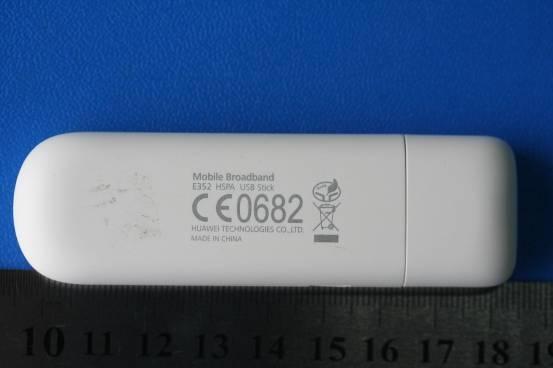 Mobile Broadband
E352 HSPA USB Stick
CE0682
HUAWEI TECHNOLOGIES CO.,LTD.
MADE IN CHINA
10 11 12 13 14 15 16 17 18 19